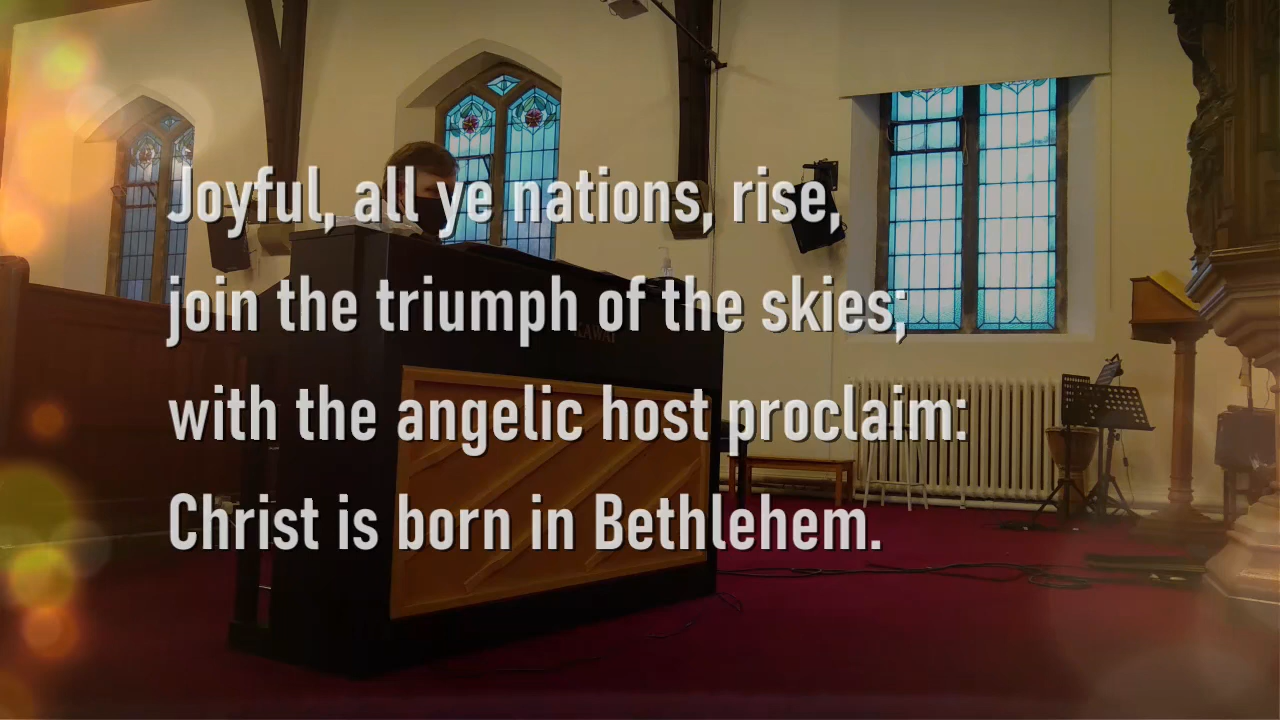 Joyful, all ye nations, rise,
join the triumph of the skies;
with the angelic host proclaim:
Christ is born in Bethlehem.
KAWAI